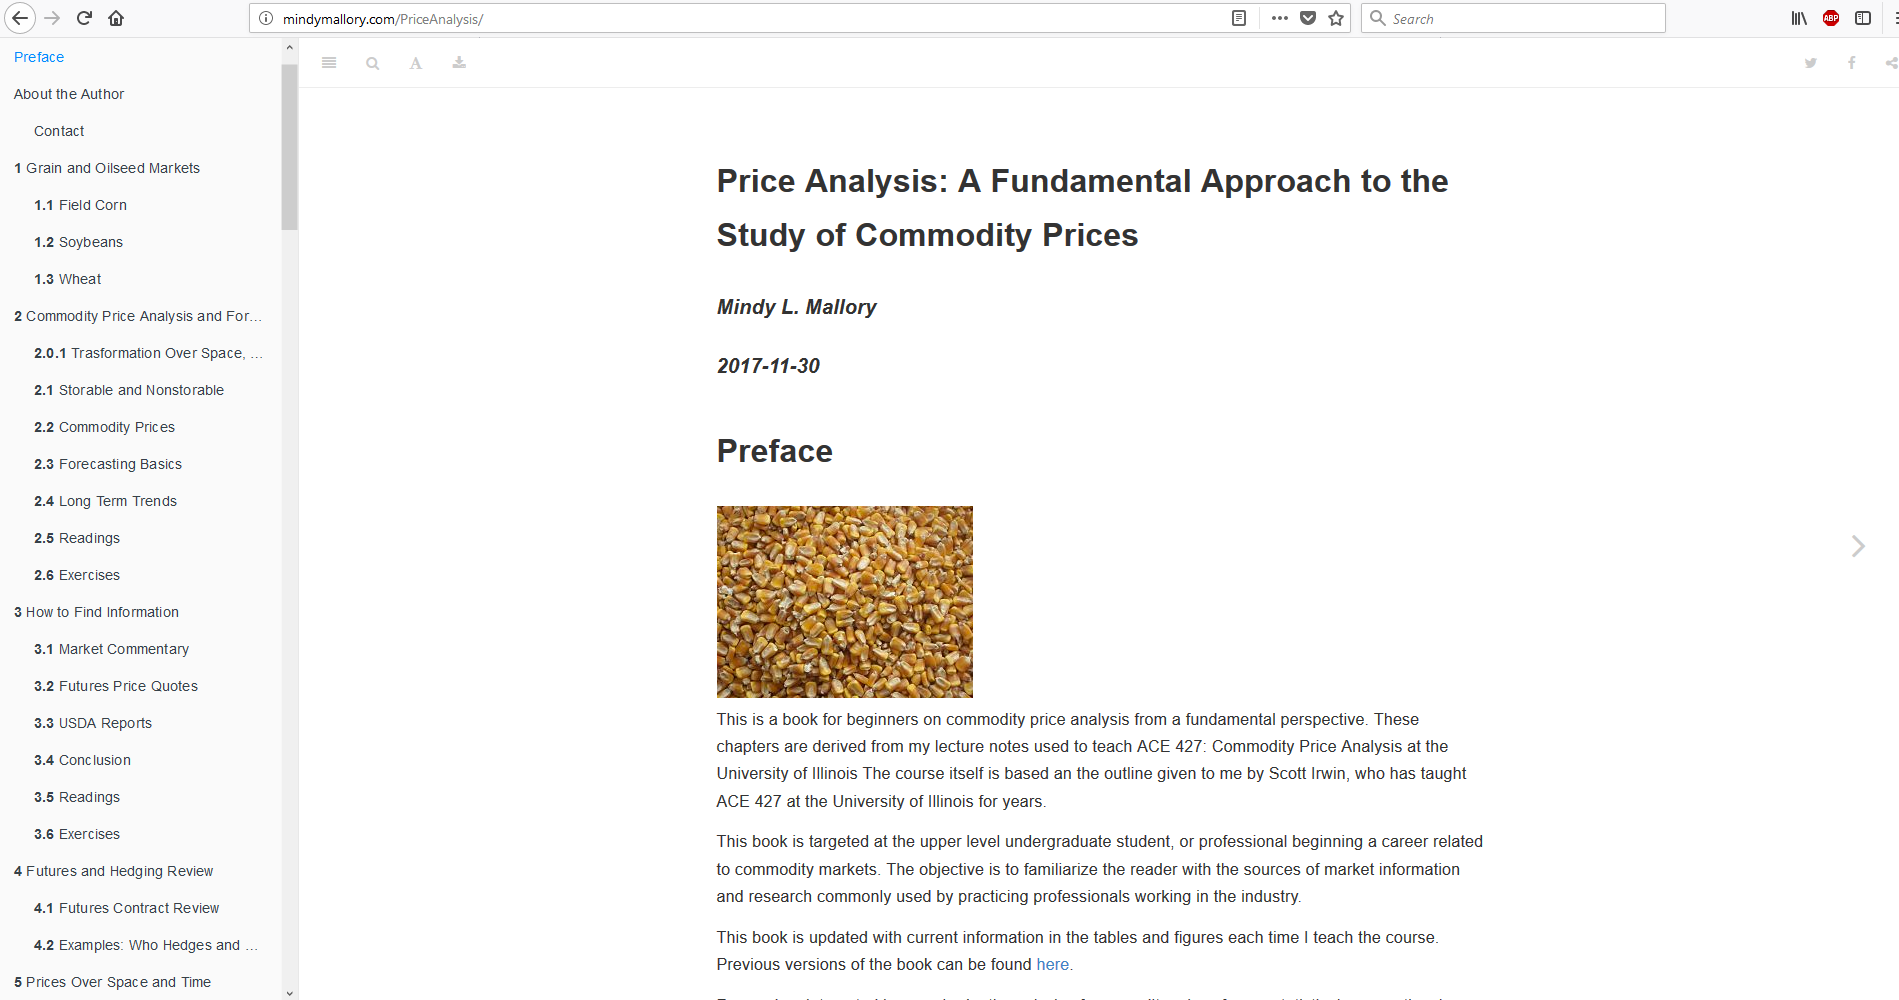 mindymallory.com/PriceAnalysis/
Search
ABP
Preface
About the Author
Contact
1 Grain and Oilseed Markets
1.1 Field Corn
1.2 Soybeans
1.3 Wheat
2 Commodity Price Analysis and For…
2.0.1 Trasformation Over Space, …
2.1 Storable and Nonstorable
2.2 Commodity Prices
2.3 Forecasting Basics
2.4 Long Term Trends
2.5 Readings
2.6 Exercises
3 How to Find Information
3.1 Market Commentary
3.2 Futures Price Quotes
3.3 USDA Reports
3.4 Conclusion
3.5 Readings
3.6 Exercises
4 Futures and Hedging Review
4.1 Futures Contract Review
4.2 Examples: Who Hedges and …
5 Prices Over Space and Time
A
Price Analysis: A Fundamental Approach to the
Study of Commodity Prices
Mindy L. Mallory
2017-11-30
Preface
This is a book for beginners on commodity price analysis from a fundamental perspective. These
chapters are derived from my lecture notes used to teach ACE 427: Commodity Price Analysis at the
University of Illinois The course itself is based an the outline given to me by Scott Irwin, who has taught
ACE 427 at the University of Illinois for years.
This book is targeted at the upper level undergraduate student, or professional beginning a career related
to commodity markets. The objective is to familiarize the reader with the sources of market information
and research commonly used by practicing professionals working in the industry.
This book is updated with current information in the tables and figures each time I teach the course.
Previous versions of the book can be found here.